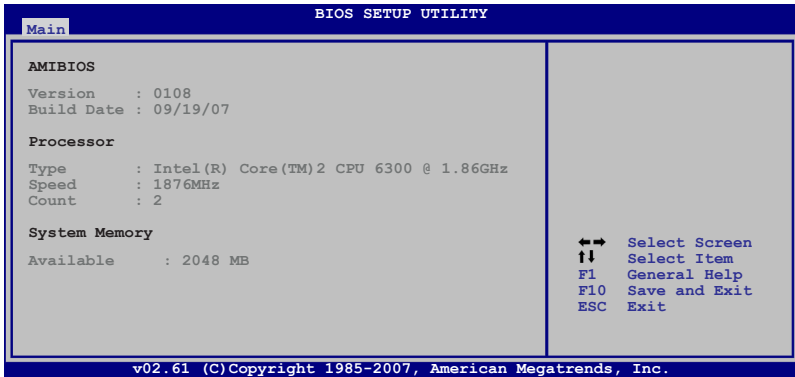 BIOS SETUP UTILITY
Main
AMIBIOS
Version : 0108
Build Date : 09/19/07
Processor
Type : Intel(R) Core(TM)2 CPU 6300 @ 1.86GHz
Speed : 1876MHz
Count : 2
System Memory
Available : 2048 MB
←→ Select Screen
↑↓ Select Item
F1 General Help
F10 Save and Exit
ESC Exit
v02.61 (C)Copyright 1985-2007, American Megatrends, Inc.